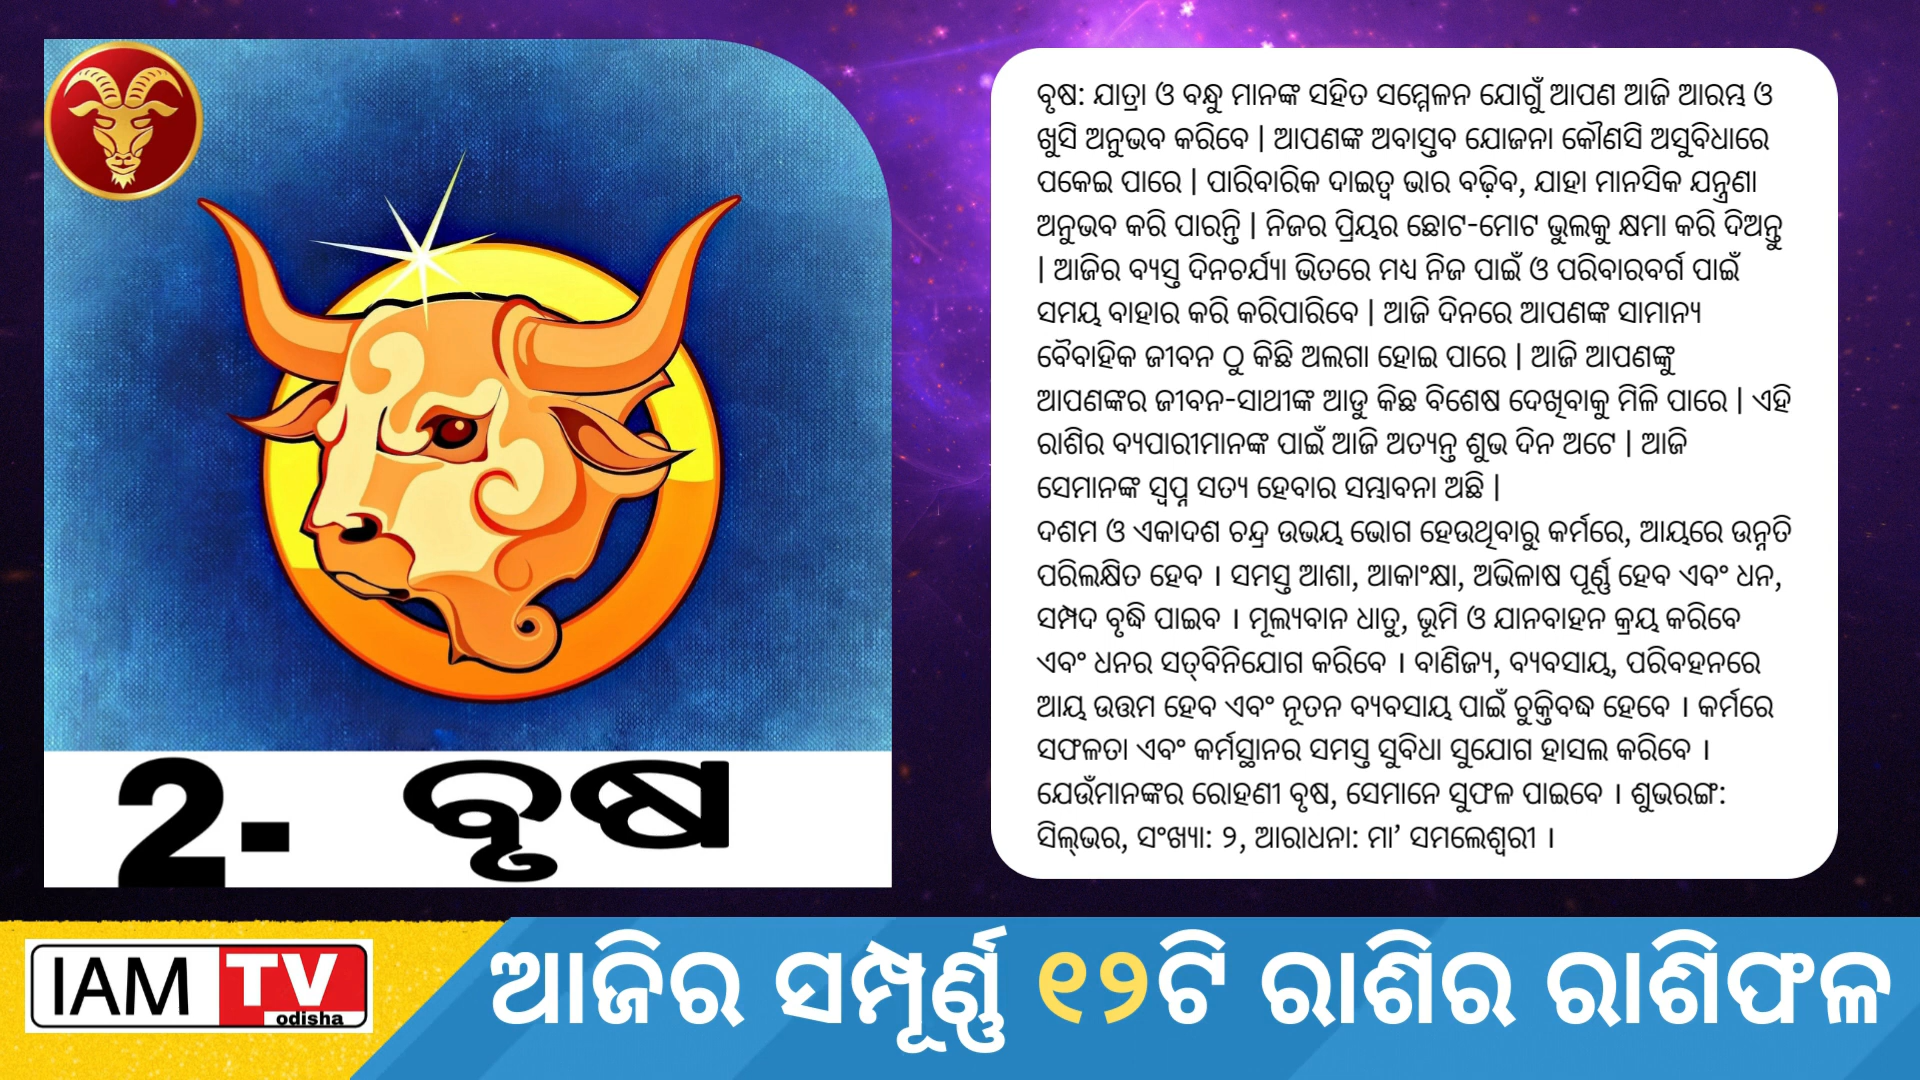 2- ବୃଷ
ବୃଷ: ଯାତ୍ରା ଓ ବନ୍ଧୁ ମାନଙ୍କ ସହିତ ସମ୍ମେଳନ ଯୋଗୁଁ ଆପଣ ଆଜି ଆରମ୍ଭ ଓ
ଖୁସି ଅନୁଭବ କରିବେ | ଆପଣଙ୍କ ଅବାସ୍ତବ ଯୋଜନା କୌଣସି ଅସୁବିଧାରେ
ପକେଇ ପାରେ | ପାରିବାରିକ ଦାଇତ୍ୱ ଭାର ବଢ଼ିବ, ଯାହା ମାନସିକ ଯନ୍ତ୍ରଣା
ଅନୁଭବ କରି ପାରନ୍ତି | ନିଜର ପ୍ରିୟର ଛୋଟ-ମୋଟ ଭୁଲକୁ କ୍ଷମା କରି ଦିଅନ୍ତୁ
| ଆଜିର ବ୍ୟସ୍ତ ଦିନଚର୍ଯ୍ୟା ଭିତରେ ମଧ୍ୟ ନିଜ ପାଇଁ ଓ ପରିବାରବର୍ଗ ପାଇଁ
ସମୟ ବାହାର କରି କରିପାରିବେ | ଆଜି ଦିନରେ ଆପଣଙ୍କ ସାମାନ୍ୟ
ବୈବାହିକ ଜୀବନ ଠୁ କିଛି ଅଲଗା ହୋଇ ପାରେ | ଆଜି ଆପଣଙ୍କୁ
ଆପଣଙ୍କର ଜୀବନ-ସାଥୀଙ୍କ ଆଡୁ କିଛ ବିଶେଷ ଦେଖିବାକୁ ମିଳି ପାରେ | ଏହି
ରାଶିର ବ୍ୟପାରୀମାନଙ୍କ ପାଇଁ ଆଜି ଅତ୍ୟନ୍ତ ଶୁଭ ଦିନ ଅଟେ | ଆଜି
ସେମାନଙ୍କ ସ୍ୱପ୍ନ ସତ୍ୟ ହେବାର ସମ୍ଭାବନା ଅଛି |
ଦଶମ ଓ ଏକାଦଶ ଚନ୍ଦ୍ର ଉଭୟ ଭୋଗ ହେଉଥିବାରୁ କର୍ମରେ, ଆୟରେ ଉନ୍ନତି
ପରିଲକ୍ଷିତ ହେବ । ସମସ୍ତ ଆଶା, ଆକାଂକ୍ଷା, ଅଭିଳାଷ ପୂର୍ଣ୍ଣ ହେବ ଏବଂ ଧନ,
ସମ୍ପଦ ବୃଦ୍ଧି ପାଇବ । ମୂଲ୍ୟବାନ ଧାତୁ, ଭୂମି ଓ ଯାନବାହନ କ୍ରୟ କରିବେ
ଏବଂ ଧନର ସତ୍‌ବିନିଯୋଗ କରିବେ । ବାଣିଜ୍ୟ, ବ୍ୟବସାୟ, ପରିବହନରେ
ଆୟ ଉତ୍ତମ ହେବ ଏବଂ ନୂତନ ବ୍ୟବସାୟ ପାଇଁ ଚୁକ୍ତିବଦ୍ଧ ହେବେ । କର୍ମରେ
ସଫଳତା ଏବଂ କର୍ମସ୍ଥାନର ସମସ୍ତ ସୁବିଧା ସୁଯୋଗ ହାସଲ କରିବେ ।
ଯେଉଁମାନଙ୍କର ରୋହଣୀ ବୃଷ, ସେମାନେ ସୁଫଳ ପାଇବେ । ଶୁଭରଙ୍ଗ:
ସିଲ୍‌ଭର, ସଂଖ୍ୟା: ୨, ଆରାଧନା: ମା’ ସମଲେଶ୍ୱରୀ ।
IAM TV
odisha
ଆଜିର ସମ୍ପୂର୍ଣ୍ଣ ୧୨ଟି ରାଶିର ରାଶିଫଳ